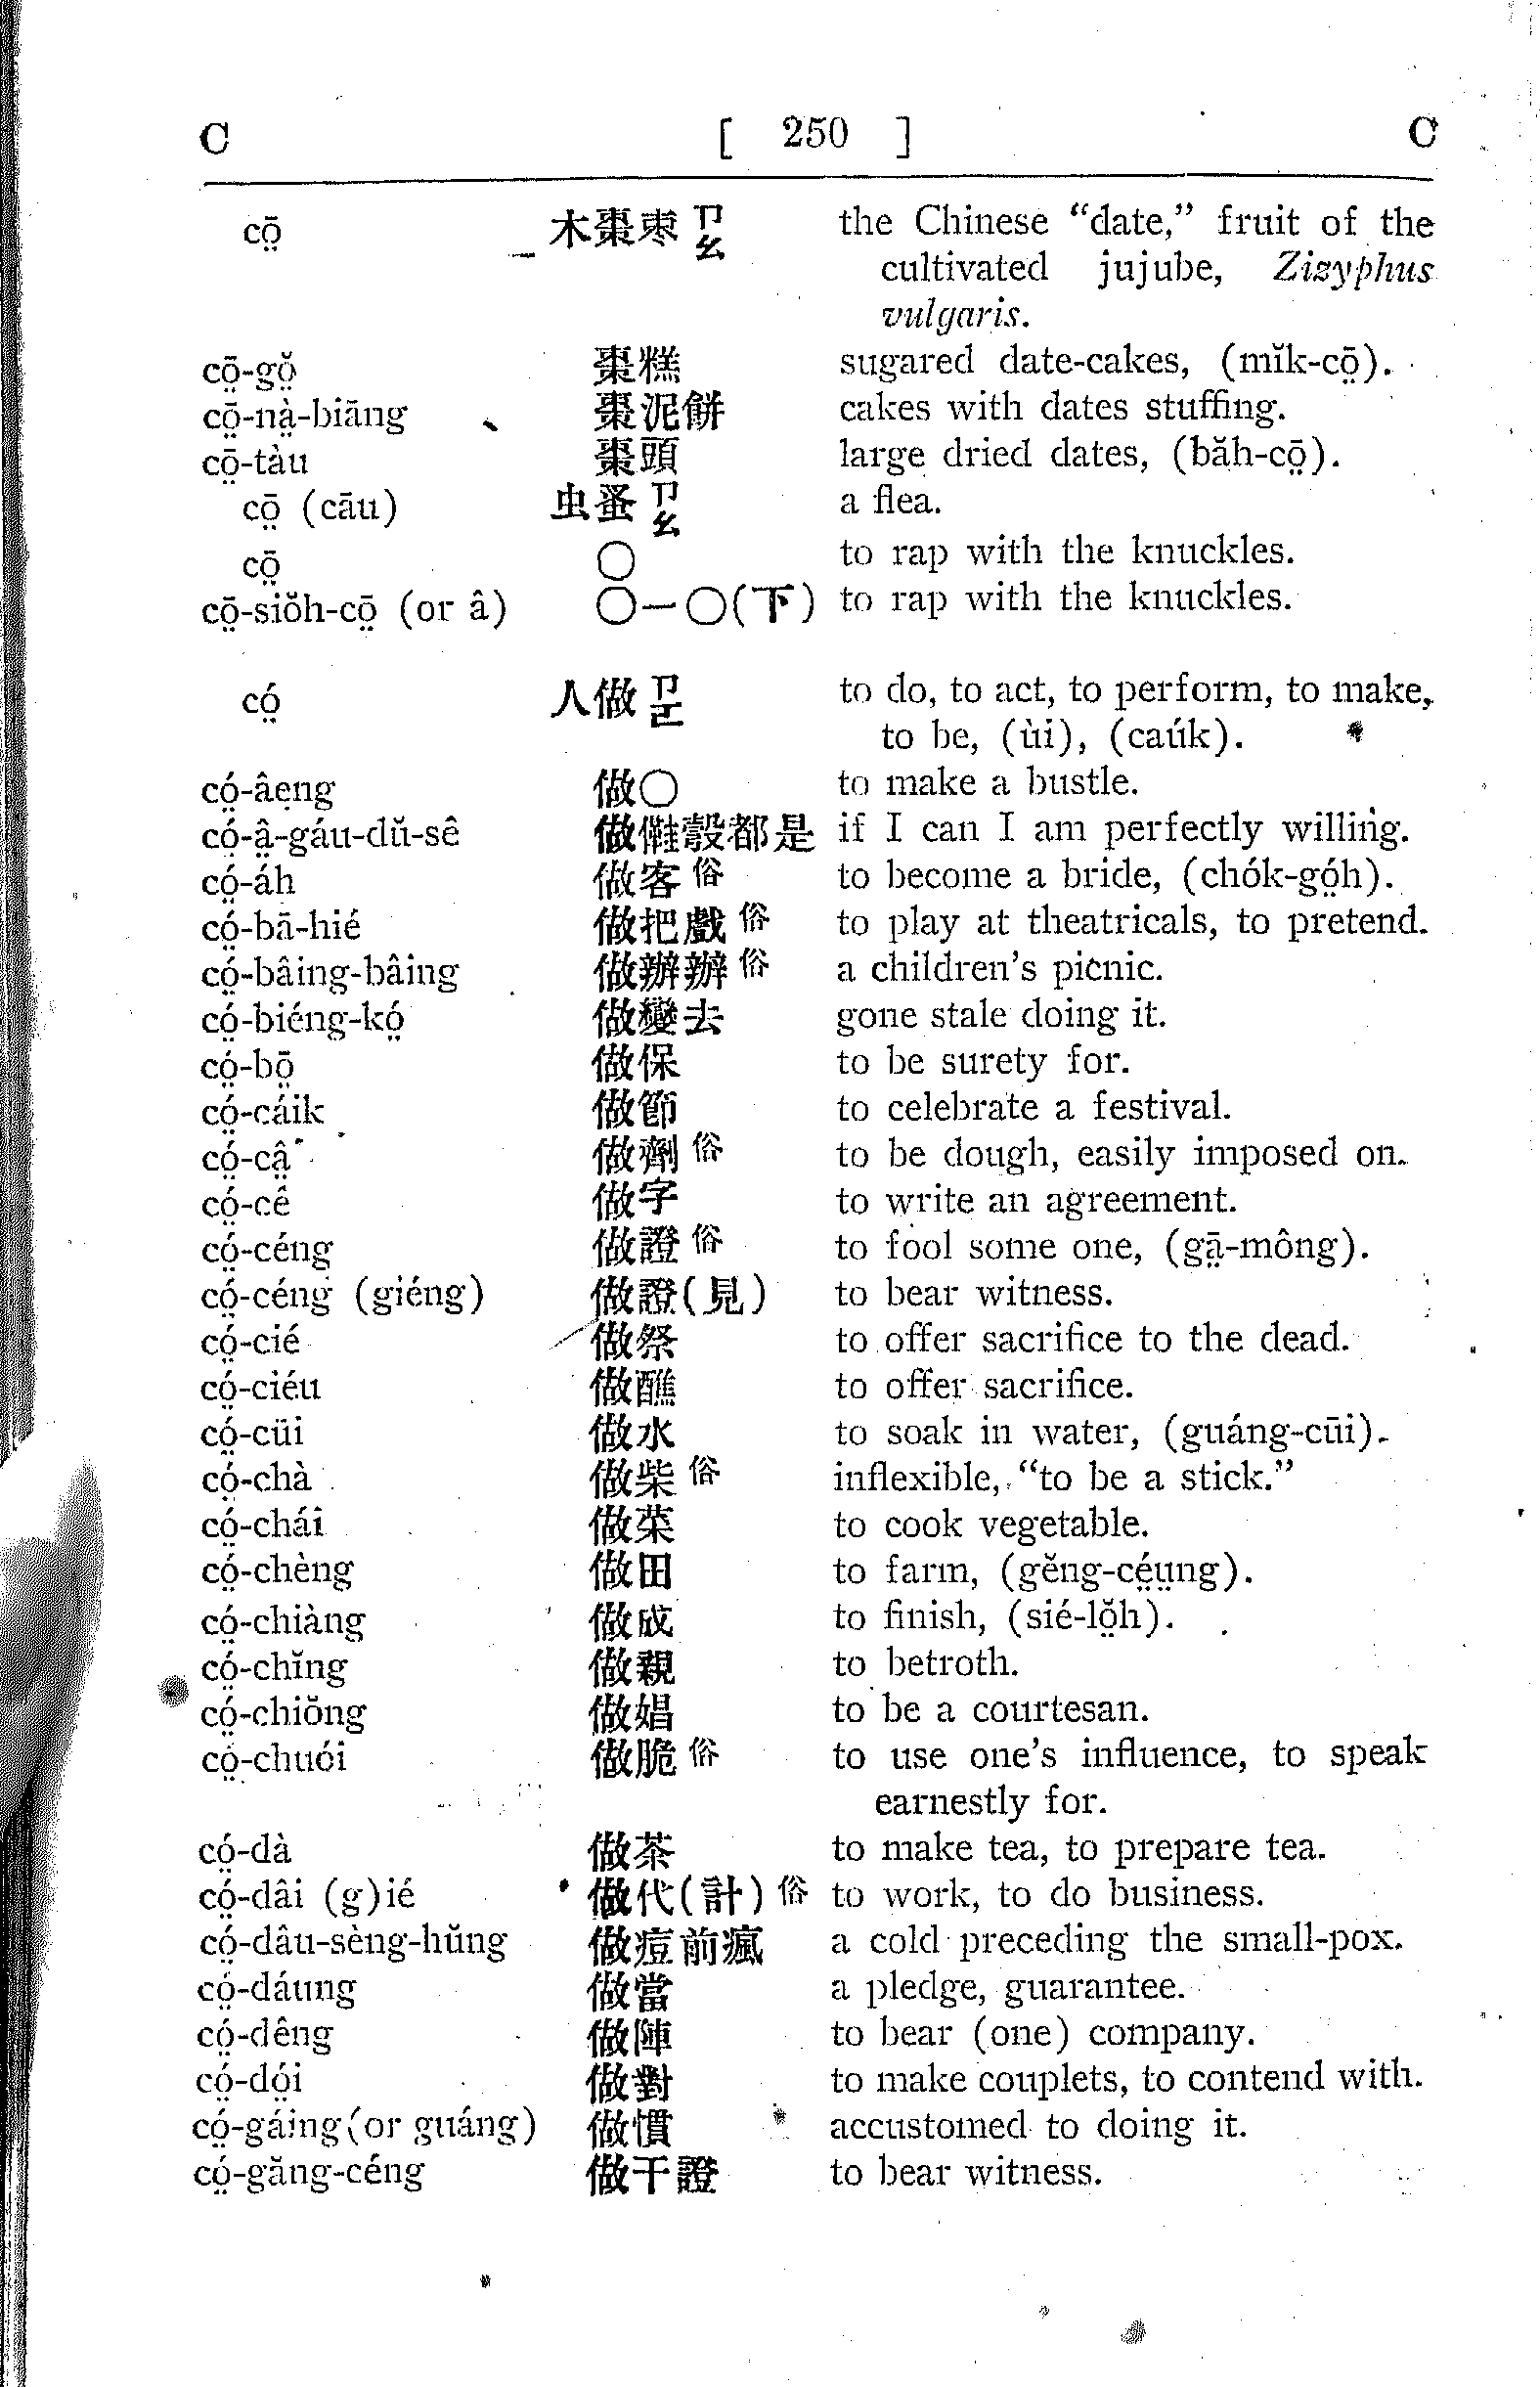 C [ 250 ] C
cō̤ 木棗枣ㄗㄠ the Chinese “date,” fruit of the
cultivated jujube, Zizyphus
vulgaris.
cō̤-gŏ̤ 棗糕 sugared date-cakes, (mĭk-cō̤).
cō̤-nà̤-biāng 棗泥餅 cakes with dates stuffing.
cō̤-tàu 棗頭 large dried dates, (băh-cō̤).
cō̤ (cāu) 虫蚤ㄗㄠ a flea.
cō̤ ○ to rap with the knuckles.
cō̤-siŏh-cō̤ (or â) ○一○(下) to rap with the knuckles.
có̤ 人做ㄗ to do, to act, to perform, to make,
to be, (ùi), (caúk).
có̤-âe̤ng 做○ to make a bustle.
có̤-â̤-gáu-dŭ-sê 做㑸彀都是 if I can I am perfectly willing.
có̤-áh 做客俗 to become a bride, (chók-gó̤h).
có̤-bā-hié 做把戲俗 to play at theatricals, to pretend.
có̤-bâing-bâing 做辦辦俗 a children’s picnic.
có̤-biéng-kó̤ 做變去 gone stale doing it.
có̤-bō̤ 做保 to be surety for.
có̤-cáik 做節 to celebrate a festival.
có̤-câ̤ 做劑俗 to be dough, easily imposed on.
có̤-cê 做字 to write an agreement.
có̤-céng 做證俗 to fool some one, (gā̤-mông).
có̤-céng (giéng) 做證(見) to bear witness.
có̤-cié 做祭 to offer sacrifice to the dead.
có̤-ciéu 做醮 to offer sacrifice.
có̤-cūi 做水 to soak in water, (guáng-cūi).
có̤-chà 做柴俗 inflexible, “to be a stick.”
có̤-chái 做菜 to cook vegetable.
có̤-chèng 做田 to farm, (gĕng-cé̤ṳng).
có̤-chiàng 做成 to finish, (sié-lŏ̤h).
có̤-chĭng 做親 to betroth.
có̤-chiŏng 做娼 to be a courtesan.
có̤-chuói 做脆俗 to use one’s influence, to speak
earnestly for.
có̤-dà 做茶 to make tea, to prepare tea.
có̤-dâi (g)ié 做代(計)俗 to work, to do business.
có̤-dâu-sèng-hŭng 做痘前瘋 a cold preceding the small-pox.
có̤-dáung 做當 a pledge, guarantee.
có̤-dêng 做陣 to bear (one) company.
có̤-dó̤i 做對 to make couplets, to contend with.
có̤-gáing (or guáng) 做慣 accustomed to doing it.
có̤-găng-céng 做干證 to bear witness.